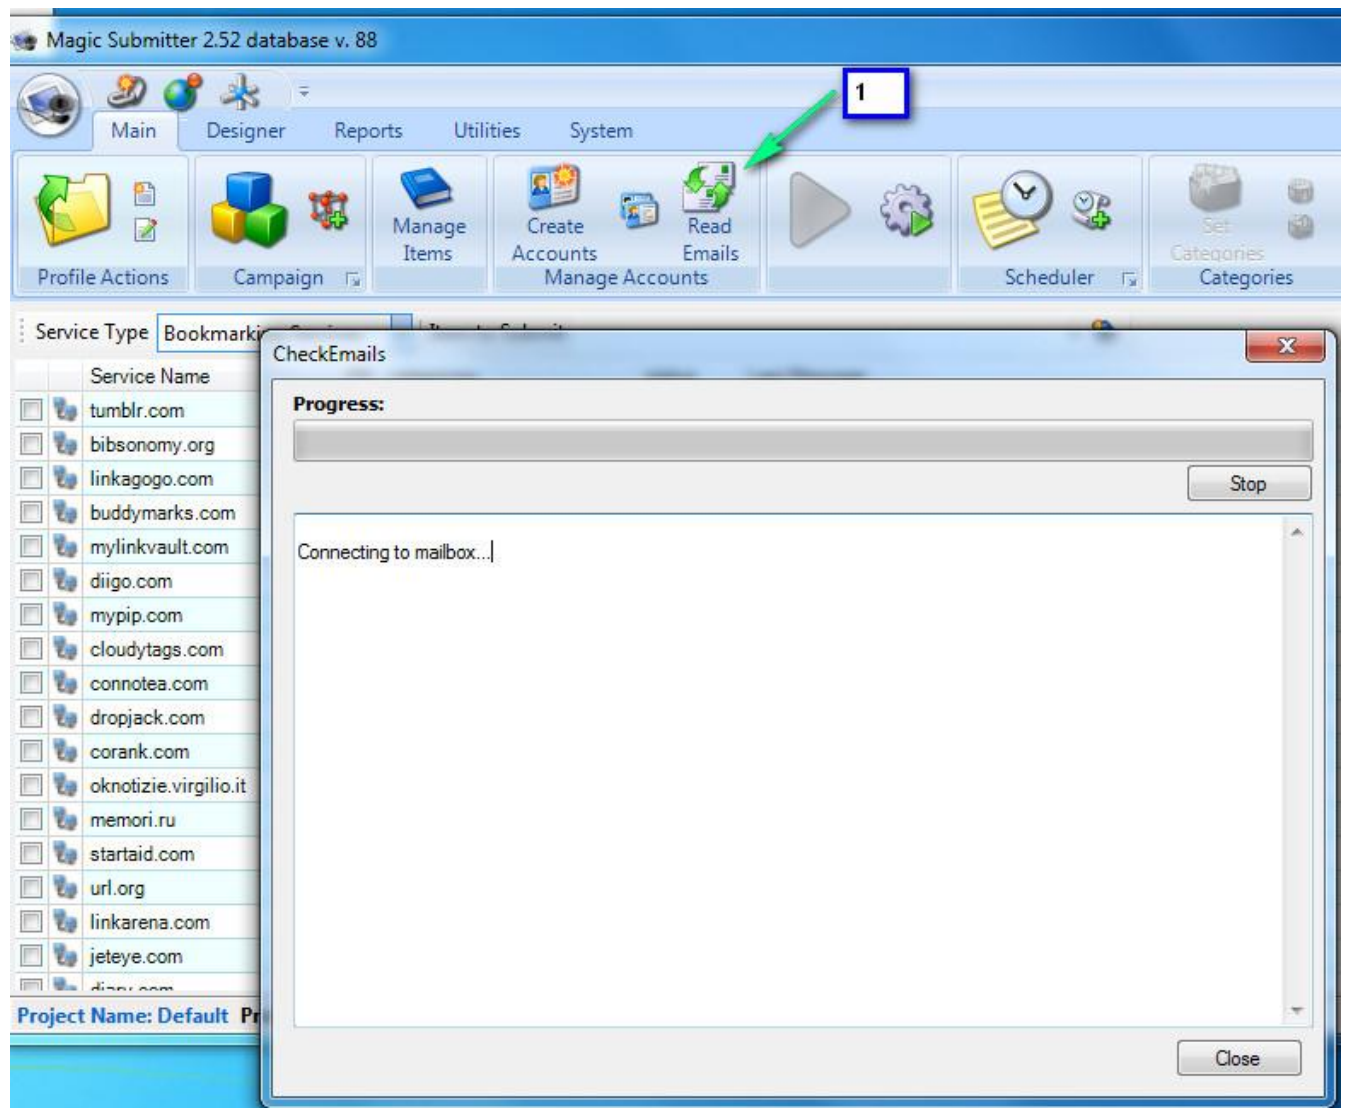 Magic Submitter 2.52 database v. 88
1
Main Designer Reports Utilities System
Manage Items
Create Accounts
Read Emails
Set Categories
Profile Actions Campaign Manage Accounts Scheduler Categories
Service Type
CheckEmails
Service Name
Progress:
tumblr.com
bibsonomy.org
linkagogo.com
Stop
buddymarks.com
mylinkvault.com
Connecting to mailbox...
diigo.com
mypip.com
cloudytags.com
connotea.com
dropjack.com
corank.com
oknotizie.virgilio.it
memori.ru
startaid.com
url.org
linkarena.com
jeteye.com
diary.com
Project Name: Default
Close